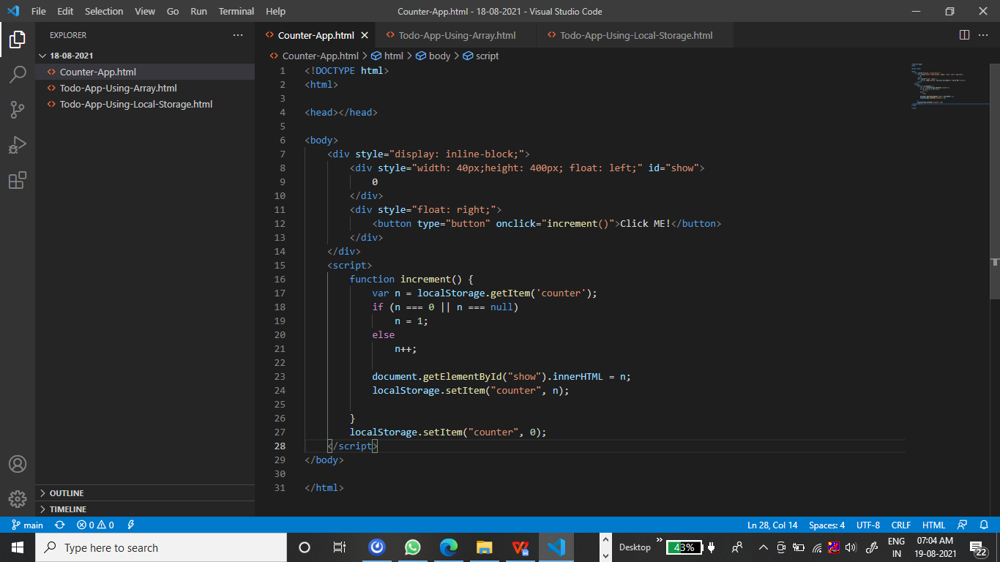 File Edit Selection View Go Run Terminal Help Counter-App.html - 18-08-2021 - Visual Studio Code
EXPLORER
18-08-2021
Counter-App.html
Todo-App-Using-Array.html
Todo-App-Using-Local-Storage.html
OUTLINE
TIMELINE
Counter-App.html Todo-App-Using-Array.html Todo-App-Using-Local-Storage.html
Counter-App.html > html > body > script
1 <!DOCTYPE html>
2 <html>
3
4 <head></head>
5
6 <body>
7 <div style="display: inline-block;">
8 <div style="width: 40px;height: 400px; float: left;" id="show">
9 0
10 </div>
11 <div style="float: right;">
12 <button type="button" onclick="increment()">Click ME!</button>
13 </div>
14 </div>
15 <script>
16 function increment() {
17 var n = localStorage.getItem('counter');
18 if (n === 0 || n === null)
19 n = 1;
20 else
21 n++;
22
23 document.getElementById("show").innerHTML = n;
24 localStorage.setItem("counter", n);
25
26 }
27 localStorage.setItem("counter", 0);
28 </script>
29 </body>
30
31 </html>
main 0 0 Ln 28, Col 14 Spaces: 4 UTF-8 CRLF HTML
Type here to search Desktop 43% ENG IN 07:04 AM 19-08-2021 22